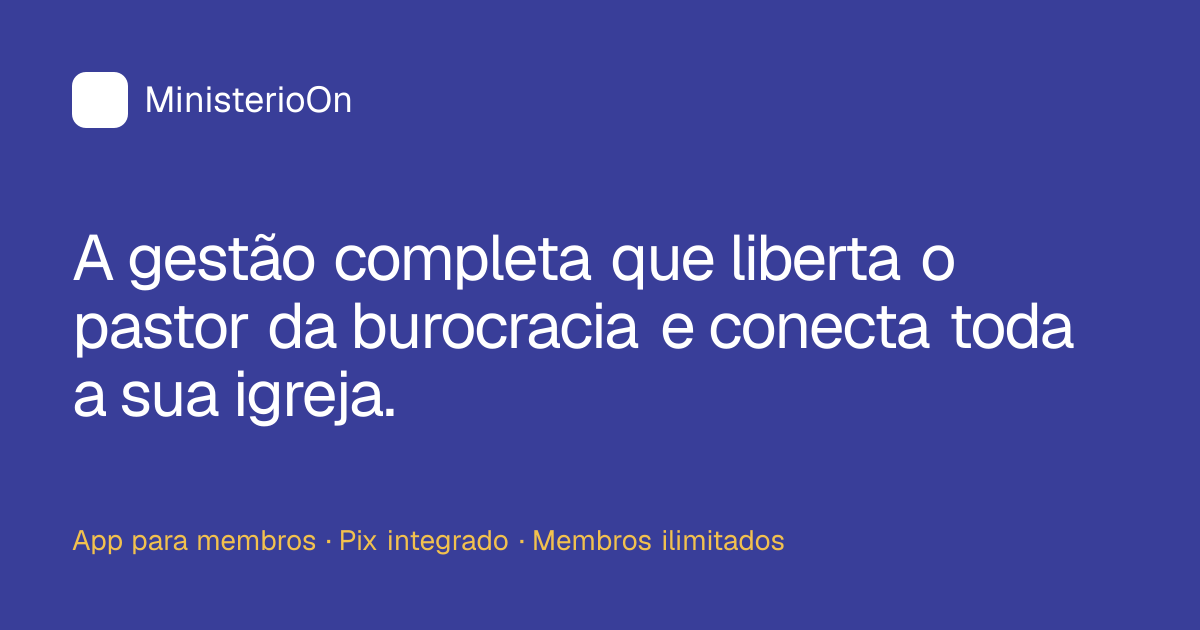 MinisterioOn
A gestão completa que liberta o
pastor da burocracia e conecta toda
a sua igreja.
App para membros · Pix integrado · Membros ilimitados